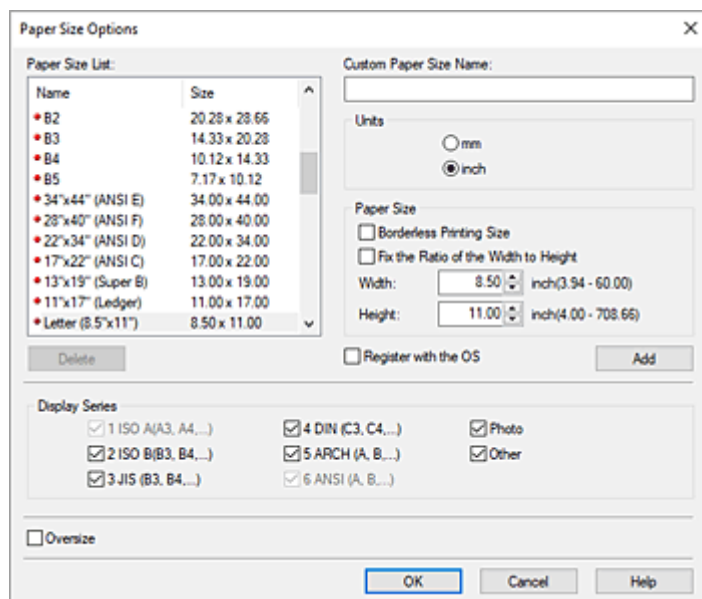 Paper Size Options
Paper Size List:
Name Size
B2 20.28 x 28.66
B3 14.33 x 20.28
B4 10.12 x 14.33
B5 7.17 x 10.12
34"x44" (ANSI E) 34.00 x 44.00
28"x40" (ANSI F) 28.00 x 40.00
22"x34" (ANSI D) 22.00 x 34.00
17"x22" (ANSI C) 17.00 x 22.00
13"x19" (Super B) 13.00 x 19.00
11"x17" (Ledger) 11.00 x 17.00
Letter (8.5"x11") 8.50 x 11.00
Delete
Custom Paper Size Name:
Units
mm
inch
Paper Size
Borderless Printing Size
Fix the Ratio of the Width to Height
Width: 8.50 inch(3.94 - 60.00)
Height: 11.00 inch(4.00 - 708.66)
Register with the OS Add
Display Series
1 ISO A(A3, A4,...) 4 DIN (C3, C4,...) Photo
2 ISO B(B3, B4,...) 5 ARCH (A, B,...) Other
3 JIS (B3, B4,...) 6 ANSI (A, B,...)
Oversize
OK Cancel Help